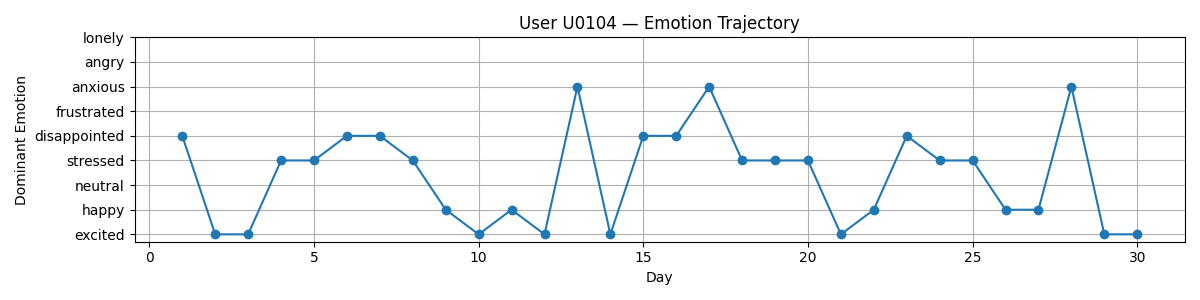 User U0104 — Emotion Trajectory
Dominant Emotion
lonely
angry
anxious
frustrated
disappointed
stressed
neutral
happy
excited
0 5 10 15 20 25 30
Day